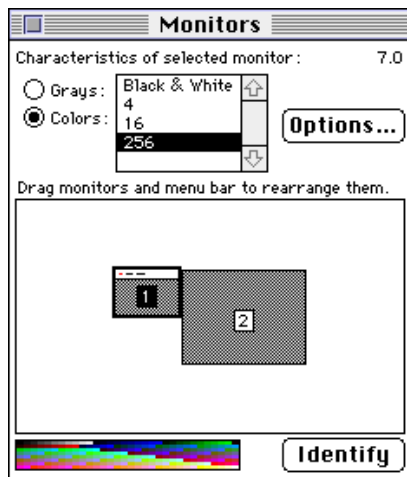 Monitors
Characteristics of selected monitor: 7.0
Grays:
Colors:
Black & White
4
16
256
Options...
Drag monitors and menu bar to rearrange them.
1
2
Identify